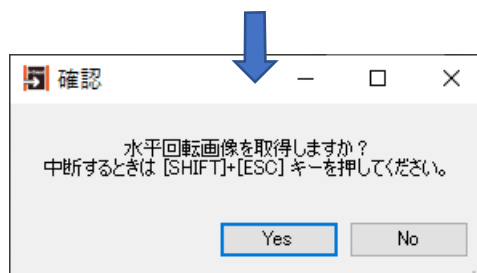 確認
水平回転画像を取得しますか？
中断するときは [SHIFT]+[ESC] キーを押してください。
Yes
No